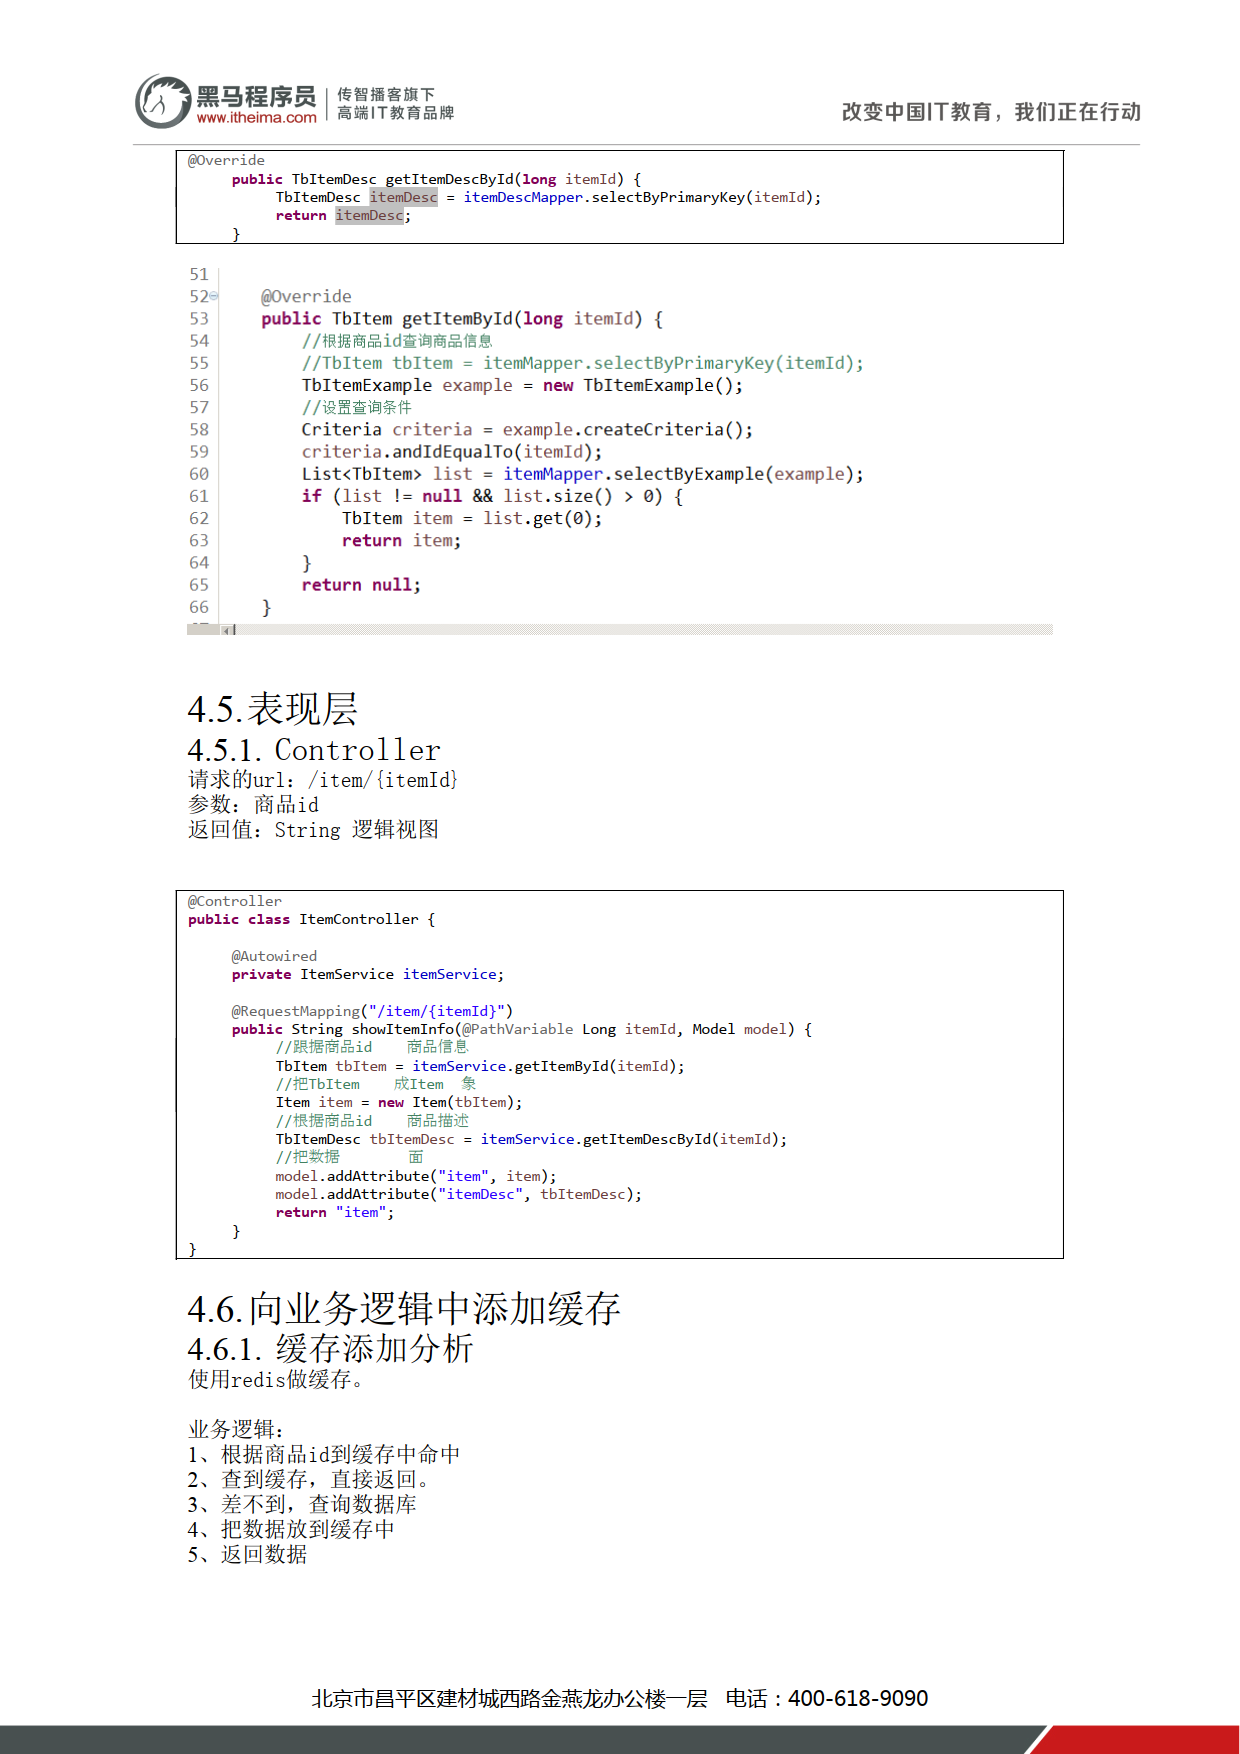 黑马程序员
www.itheima.com
传智播客旗下
高端IT教育品牌
改变中国IT教育，我们正在行动
@Override
public TbItemDesc getItemDescById(long itemId) {
TbItemDesc itemDesc = itemDescMapper.selectByPrimaryKey(itemId);
return itemDesc;
}
51
52 @Override
53 public TbItem getItemById(long itemId) {
54 //根据商品id查询商品信息
55 //TbItem tbItem = itemMapper.selectByPrimaryKey(itemId);
56 TbItemExample example = new TbItemExample();
57 //设置查询条件
58 Criteria criteria = example.createCriteria();
59 criteria.andIdEqualTo(itemId);
60 List<TbItem> list = itemMapper.selectByExample(example);
61 if (list != null && list.size() > 0) {
62 TbItem item = list.get(0);
63 return item;
64 }
65 return null;
66 }
4.5.表现层
4.5.1. Controller
请求的url：/item/{itemId}
参数：商品id
返回值：String 逻辑视图
@Controller
public class ItemController {
@Autowired
private ItemService itemService;
@RequestMapping("/item/{itemId}")
public String showItemInfo(@PathVariable Long itemId, Model model) {
//跟据商品id 商品信息
TbItem tbItem = itemService.getItemById(itemId);
//把TbItem 成Item 象
Item item = new Item(tbItem);
//根据商品id 商品描述
TbItemDesc tbItemDesc = itemService.getItemDescById(itemId);
//把数据 面
model.addAttribute("item", item);
model.addAttribute("itemDesc", tbItemDesc);
return "item";
}
}
4.6.向业务逻辑中添加缓存
4.6.1. 缓存添加分析
使用redis做缓存。
业务逻辑：
1、根据商品id到缓存中命中
2、查到缓存，直接返回。
3、差不到，查询数据库
4、把数据放到缓存中
5、返回数据
北京市昌平区建材城西路金燕龙办公楼一层 电话：400-618-9090